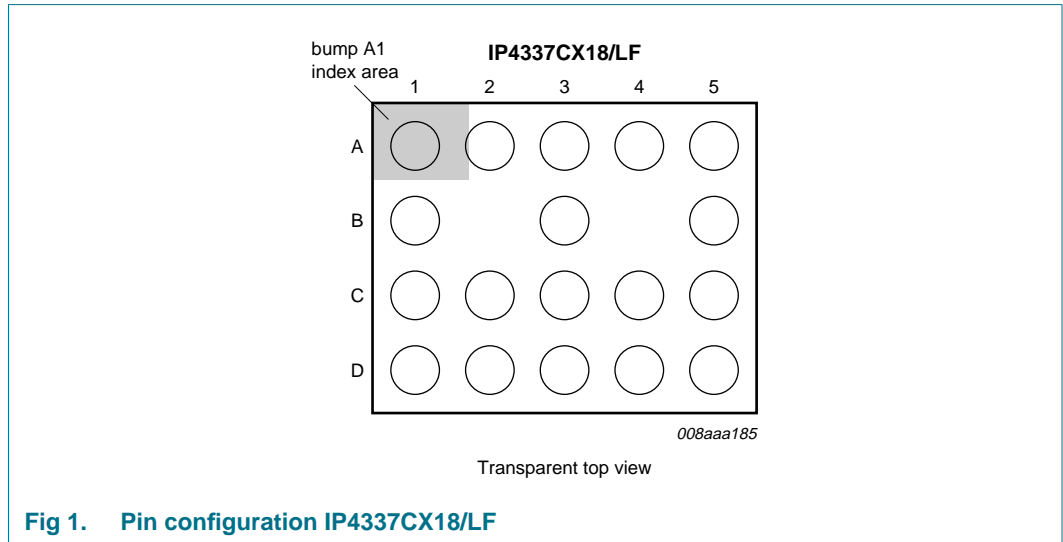 bump A1
index area
IP4337CX18/LF
1 2 3 4 5
A
B
C
D
008aaa185
Transparent top view
Fig 1. Pin configuration IP4337CX18/LF